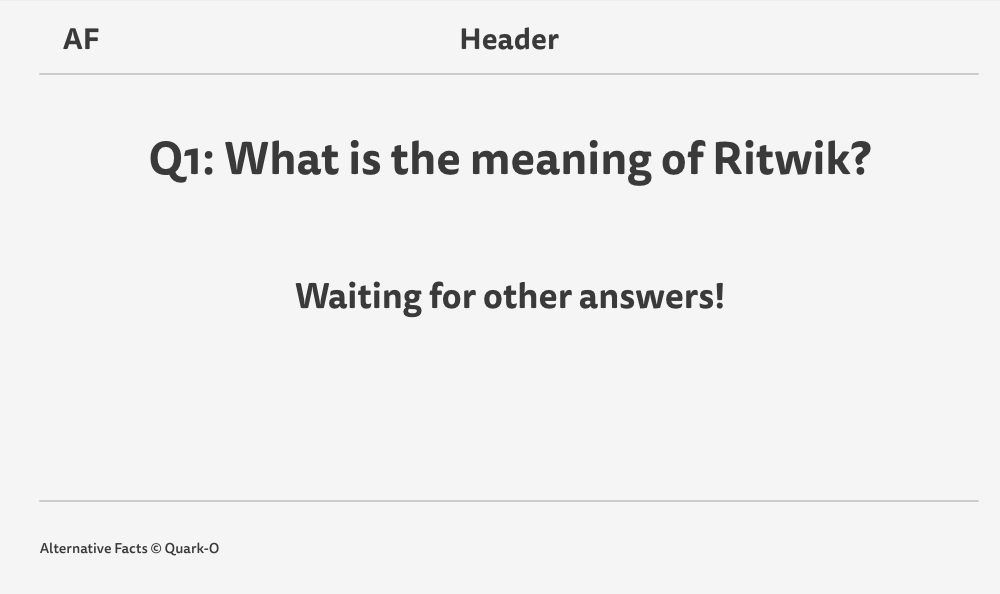 AF
Header
Q1: What is the meaning of Ritwik?
Waiting for other answers!
Alternative Facts © Quark-O